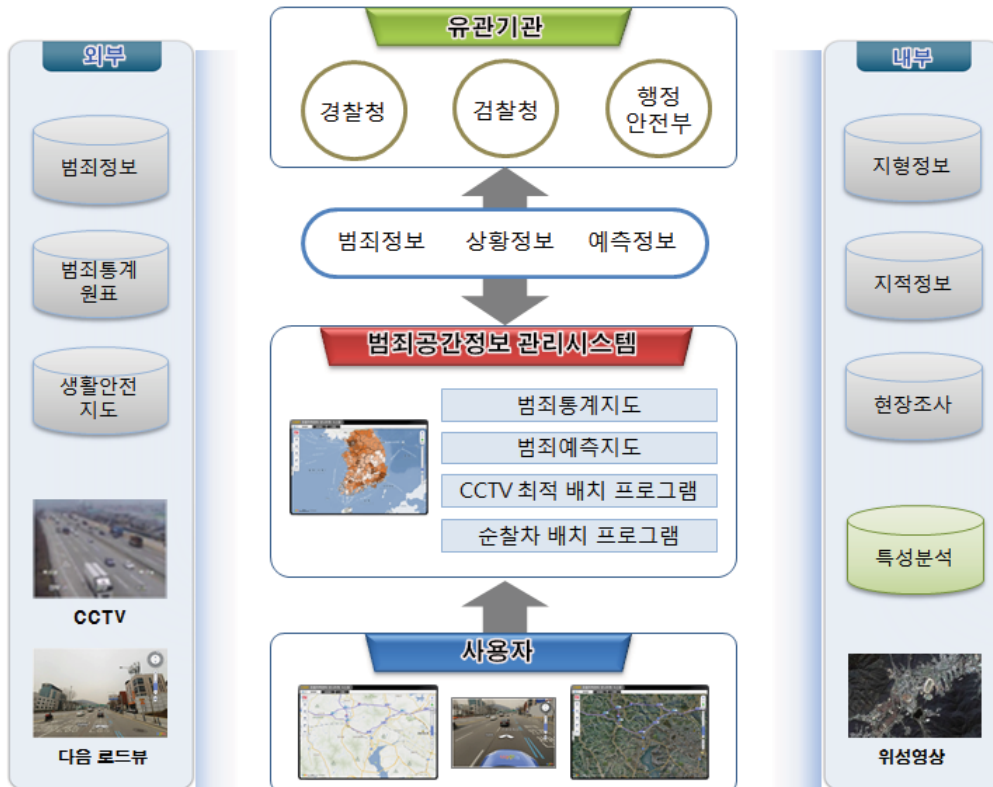 외부
범죄정보
범죄통계
원표
생활안전
지도
CCTV
다음 로드뷰
유관기관
경찰청
검찰청
행정
안전부
범죄정보 상황정보 예측정보
범죄공간정보 관리시스템
범죄통계지도
범죄예측지도
CCTV 최적 배치 프로그램
순찰차 배치 프로그램
사용자
내부
지형정보
지적정보
현장조사
특성분석
위성영상